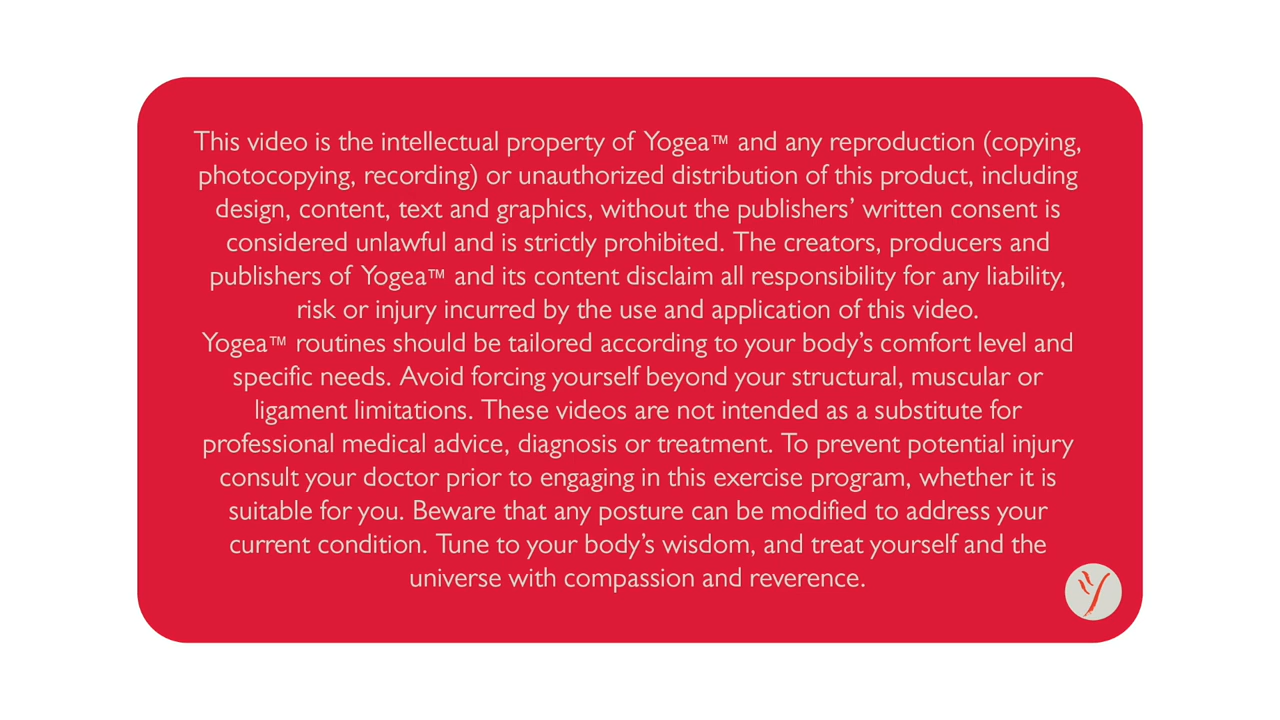 This video is the intellectual property of Yogea™ and any reproduction (copying,
photocopying, recording) or unauthorized distribution of this product, including
design, content, text and graphics, without the publishers’ written consent is
considered unlawful and is strictly prohibited. The creators, producers and
publishers of Yogea™ and its content disclaim all responsibility for any liability,
risk or injury incurred by the use and application of this video.
Yogea™ routines should be tailored according to your body’s comfort level and
specific needs. Avoid forcing yourself beyond your structural, muscular or
ligament limitations. These videos are not intended as a substitute for
professional medical advice, diagnosis or treatment. To prevent potential injury
consult your doctor prior to engaging in this exercise program, whether it is
suitable for you. Beware that any posture can be modified to address your
current condition. Tune to your body’s wisdom, and treat yourself and the
universe with compassion and reverence.